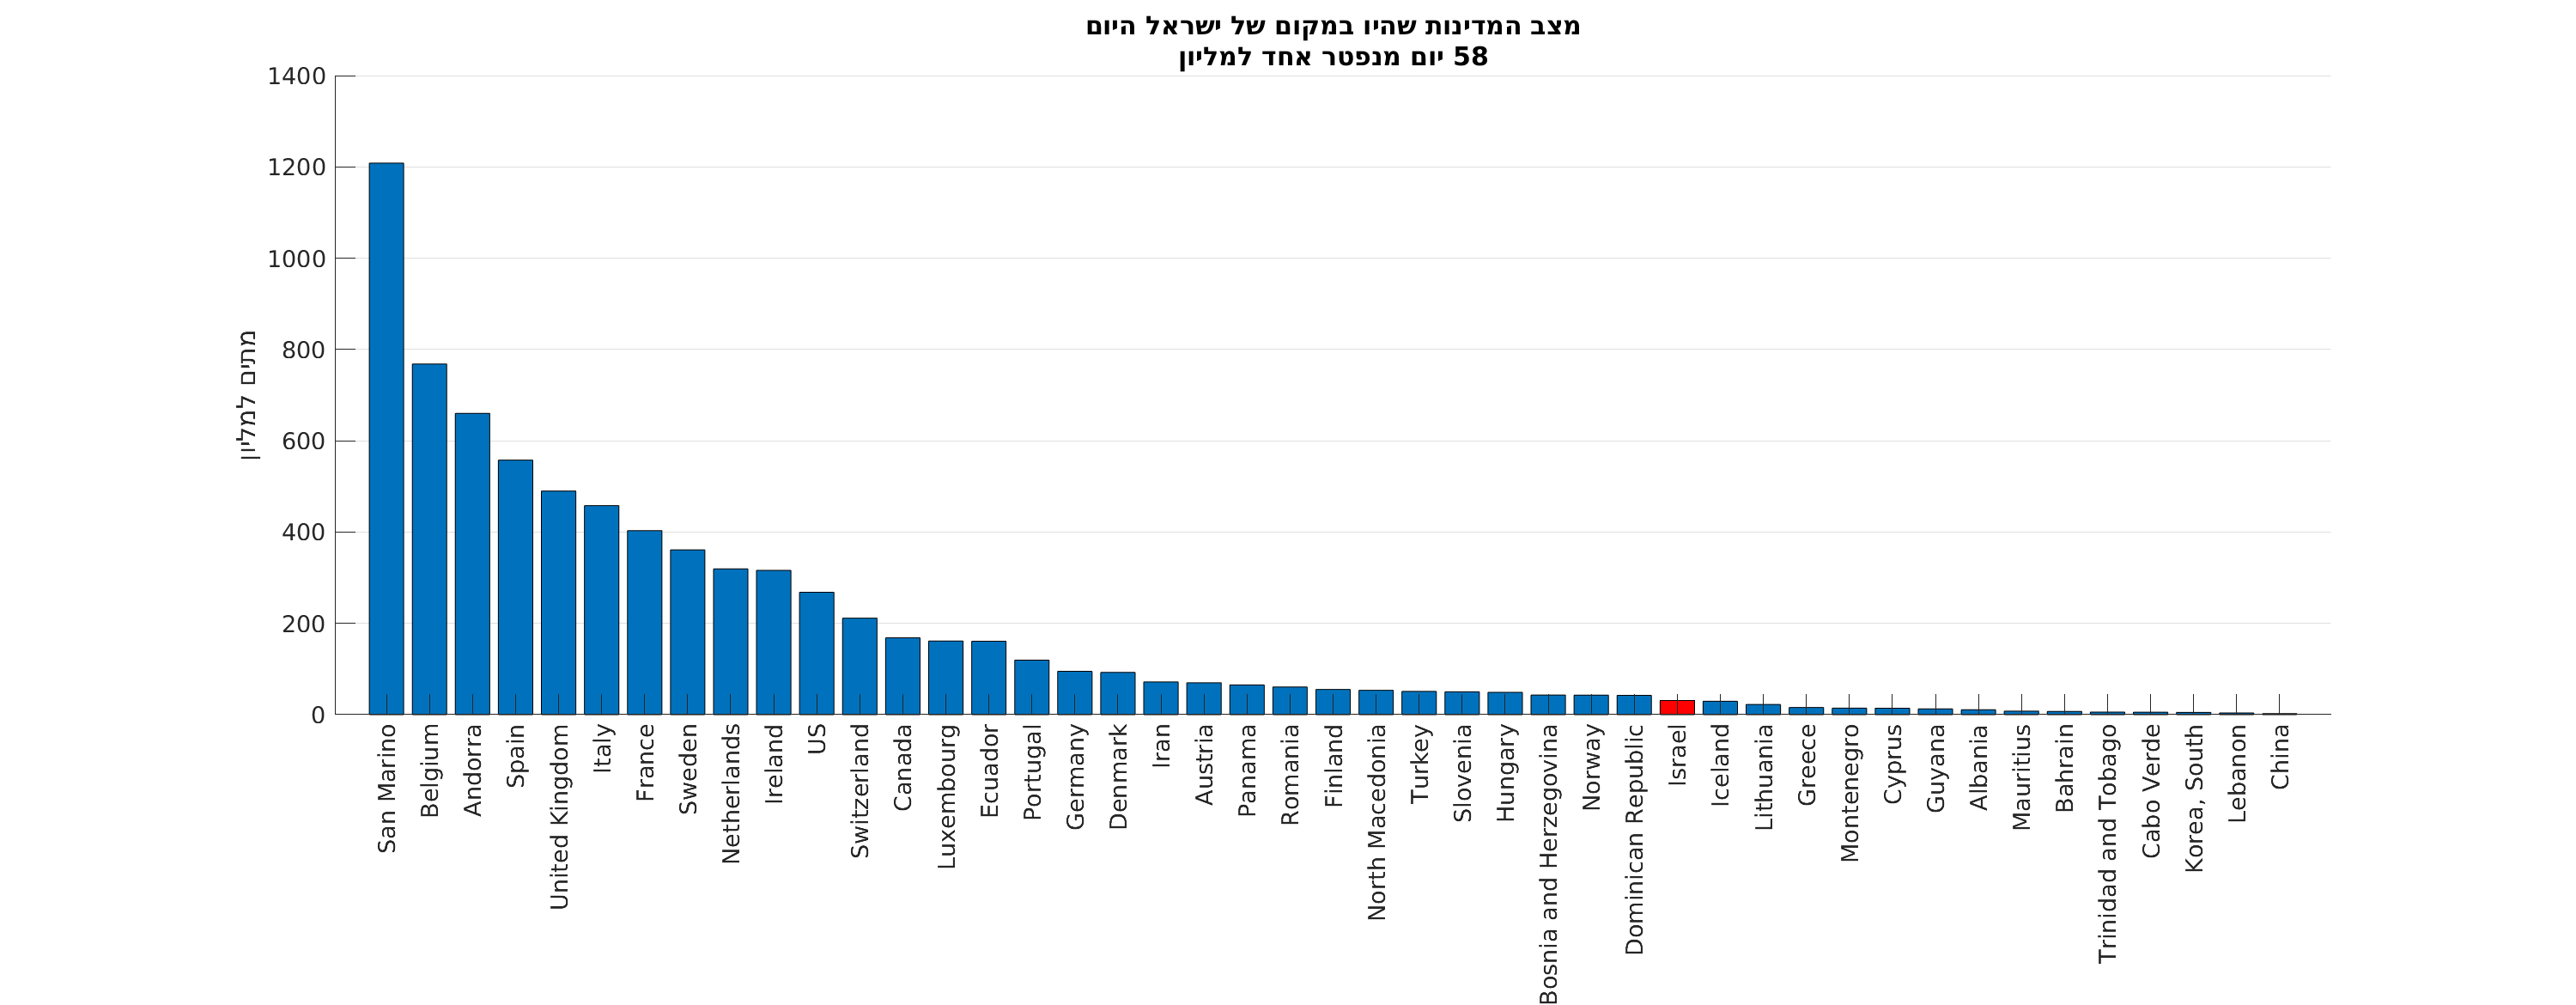 מצב המדינות שהיו במקום של ישראל היום
58 יום מנפטר אחד למליון
מתים למליון
1400
1200
1000
800
600
400
200
0
San Marino
Belgium
Andorra
Spain
United Kingdom
Italy
France
Sweden
Netherlands
Ireland
US
Switzerland
Canada
Luxembourg
Ecuador
Portugal
Germany
Denmark
Iran
Austria
Panama
Romania
Finland
North Macedonia
Turkey
Slovenia
Hungary
Bosnia and Herzegovina
Norway
Dominican Republic
Israel
Iceland
Lithuania
Greece
Montenegro
Cyprus
Guyana
Albania
Mauritius
Bahrain
Trinidad and Tobago
Cabo Verde
Korea, South
Lebanon
China